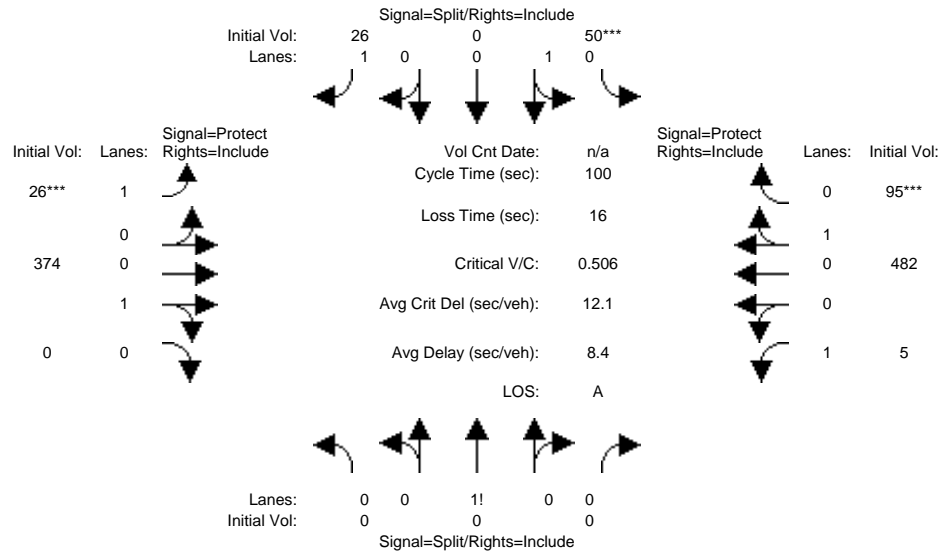 Signal=Split/Rights=Include
Initial Vol: 26 0 50***
Lanes: 1 0 0 1 0
Signal=Protect Signal=Protect
Initial Vol: Lanes: Rights=Include Vol Cnt Date: n/a Rights=Include Lanes: Initial Vol:
Cycle Time (sec): 100
26*** 1 0 95***
Loss Time (sec): 16
0 1
374 0 Critical V/C: 0.506 0 482
1 Avg Crit Del (sec/veh): 12.1 0
0 0 Avg Delay (sec/veh): 8.4 1 5
LOS: A
Lanes: 0 0 1! 0 0
Initial Vol: 0 0 0
Signal=Split/Rights=Include